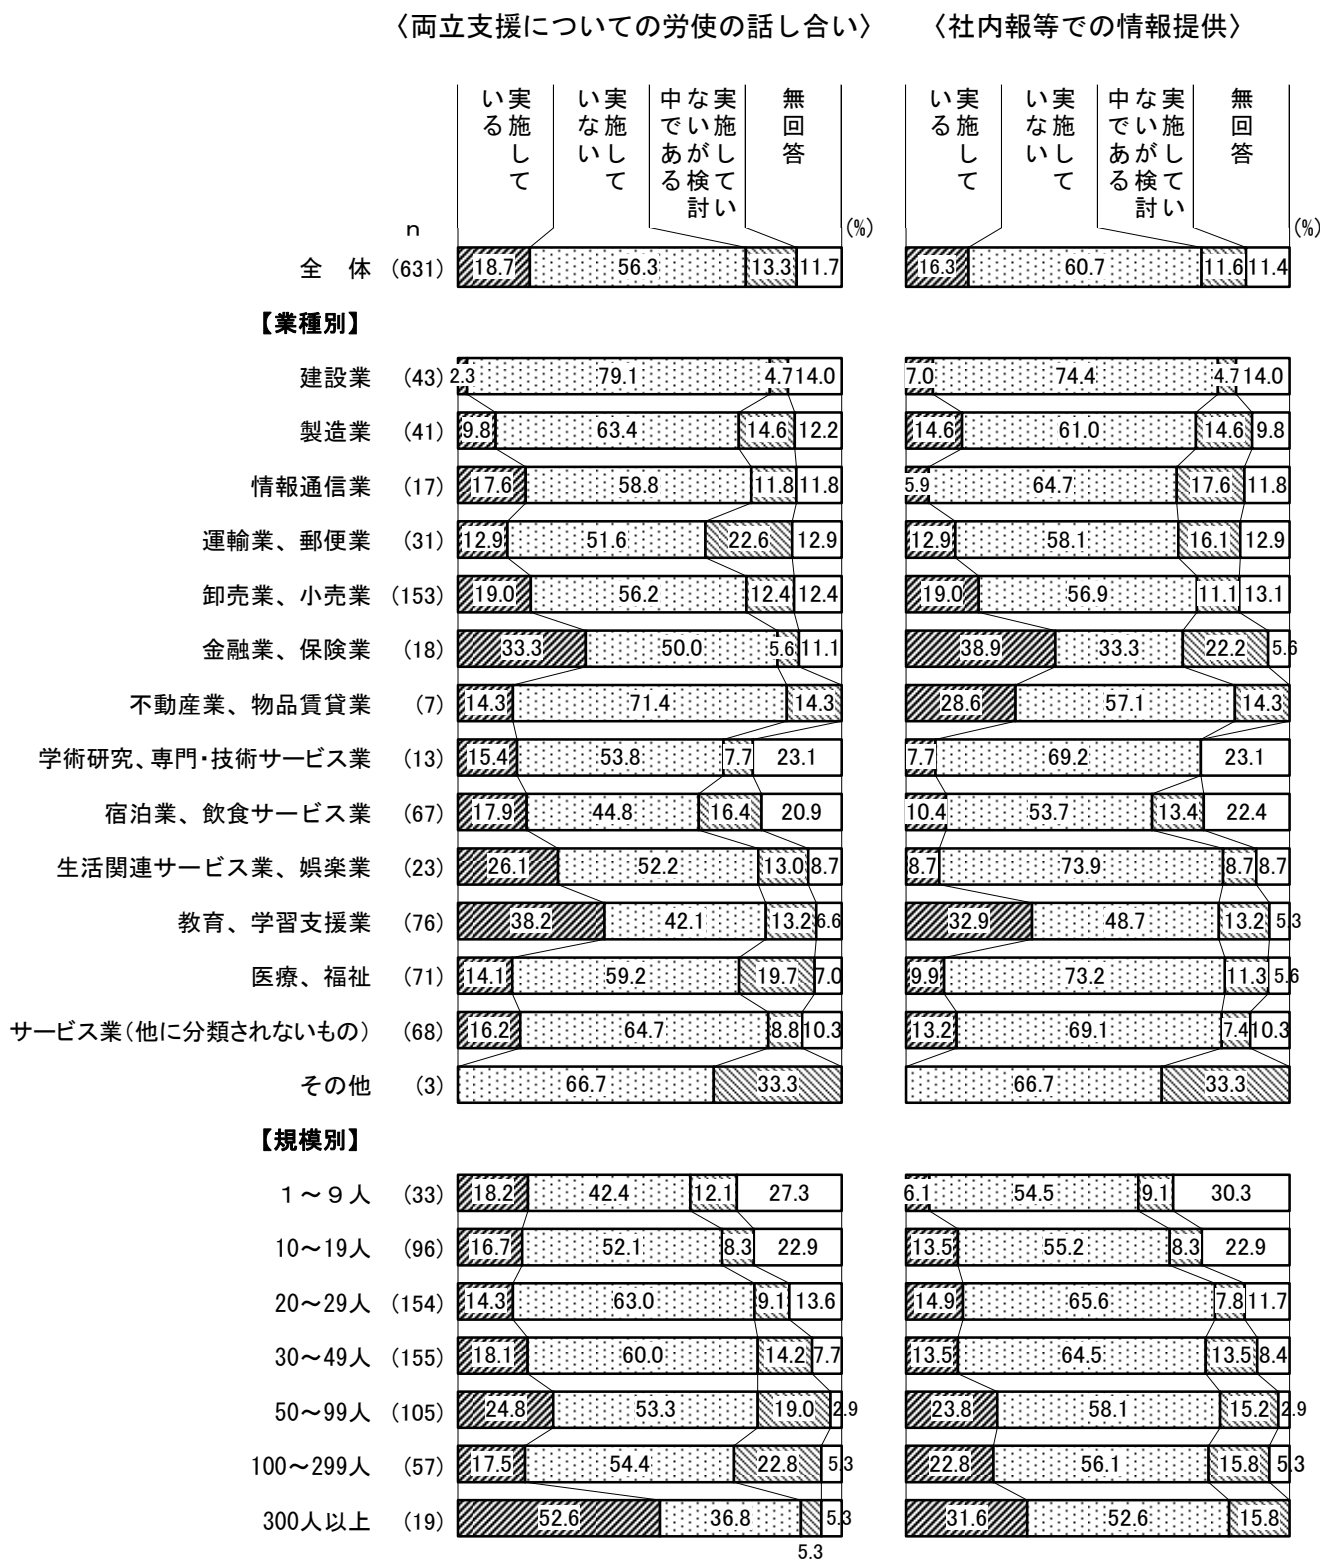 〈両立支援についての労使の話し合い〉 〈社内報等での情報提供〉
実施している 実施していない 実施していないが検討中である 無回答 実施している 実施していない 実施していないが検討中である 無回答
n (%) (%)
全 体 (631) 18.7 56.3 13.3 11.7 16.3 60.7 11.6 11.4
【業種別】
建設業 (43) 2.3 79.1 4.7 14.0 7.0 74.4 4.7 14.0
製造業 (41) 9.8 63.4 14.6 12.2 14.6 61.0 14.6 9.8
情報通信業 (17) 17.6 58.8 11.8 11.8 5.9 64.7 17.6 11.8
運輸業、郵便業 (31) 12.9 51.6 22.6 12.9 12.9 58.1 16.1 12.9
卸売業、小売業 (153) 19.0 56.2 12.4 12.4 19.0 56.9 11.1 13.1
金融業、保険業 (18) 33.3 50.0 5.6 11.1 38.9 33.3 22.2 5.6
不動産業、物品賃貸業 (7) 14.3 71.4 14.3 28.6 57.1 14.3
学術研究、専門・技術サービス業 (13) 15.4 53.8 7.7 23.1 7.7 69.2 23.1
宿泊業、飲食サービス業 (67) 17.9 44.8 16.4 20.9 10.4 53.7 13.4 22.4
生活関連サービス業、娯楽業 (23) 26.1 52.2 13.0 8.7 8.7 73.9 8.7 8.7
教育、学習支援業 (76) 38.2 42.1 13.2 6.6 32.9 48.7 13.2 5.3
医療、福祉 (71) 14.1 59.2 19.7 7.0 9.9 73.2 11.3 5.6
サービス業(他に分類されないもの) (68) 16.2 64.7 8.8 10.3 13.2 69.1 7.4 10.3
その他 (3) 66.7 33.3 66.7 33.3
【規模別】
１～９人 (33) 18.2 42.4 12.1 27.3 6.1 54.5 9.1 30.3
10～19人 (96) 16.7 52.1 8.3 22.9 13.5 55.2 8.3 22.9
20～29人 (154) 14.3 63.0 9.1 13.6 14.9 65.6 7.8 11.7
30～49人 (155) 18.1 60.0 14.2 7.7 13.5 64.5 13.5 8.4
50～99人 (105) 24.8 53.3 19.0 2.9 23.8 58.1 15.2 2.9
100～299人 (57) 17.5 54.4 22.8 5.3 22.8 56.1 15.8 5.3
300人以上 (19) 52.6 36.8 5.3 31.6 52.6 15.8
5.3